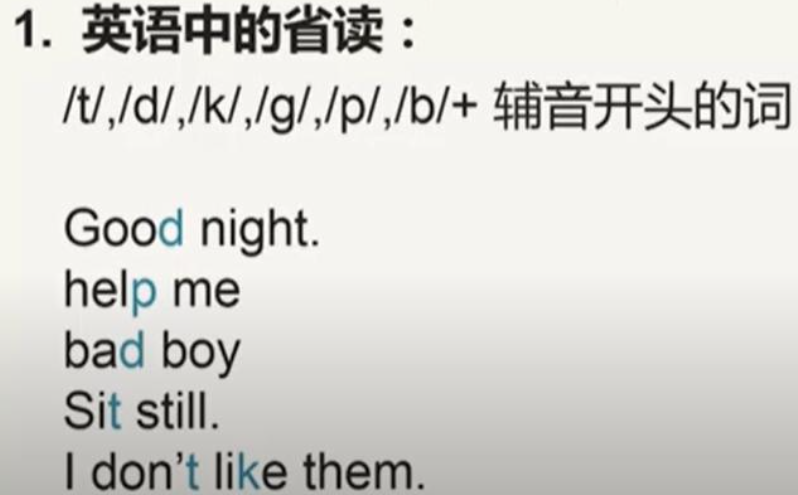 1. 英语中的省读：
/t/,/d/,/k/,/g/,/p/,/b/+ 辅音开头的词
Good night.
help me
bad boy
Sit still.
I don't like them.